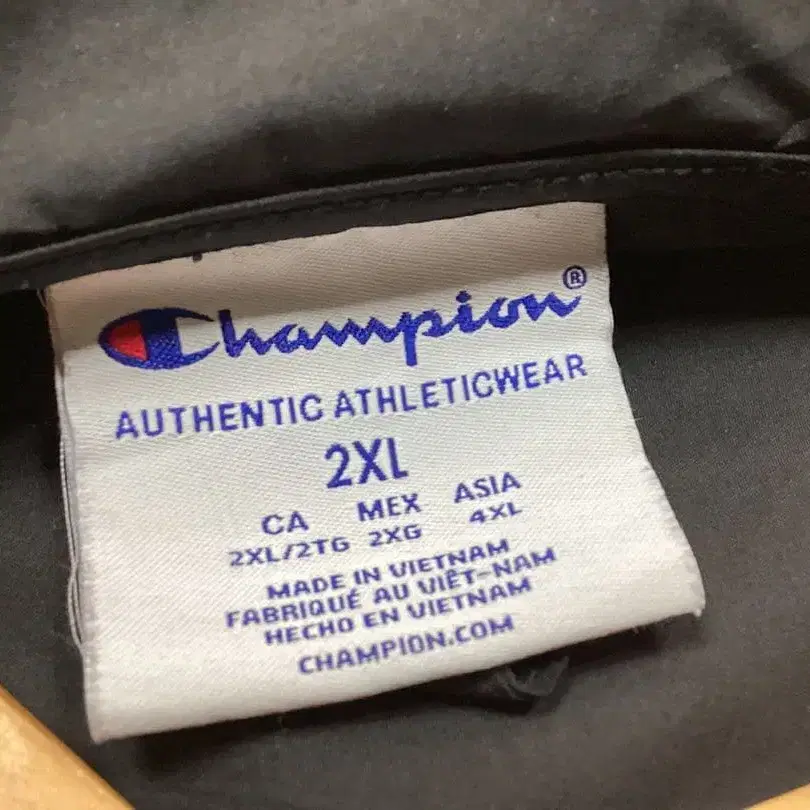 Champion®
AUTHENTIC ATHLETICWEAR
2XL
CA MEX ASIA
2XL/2TG 2XG 4XL
MADE IN VIETNAM
FABRIQUÉ AU VIÊT-NAM
HECHO EN VIETNAM
CHAMPION.COM